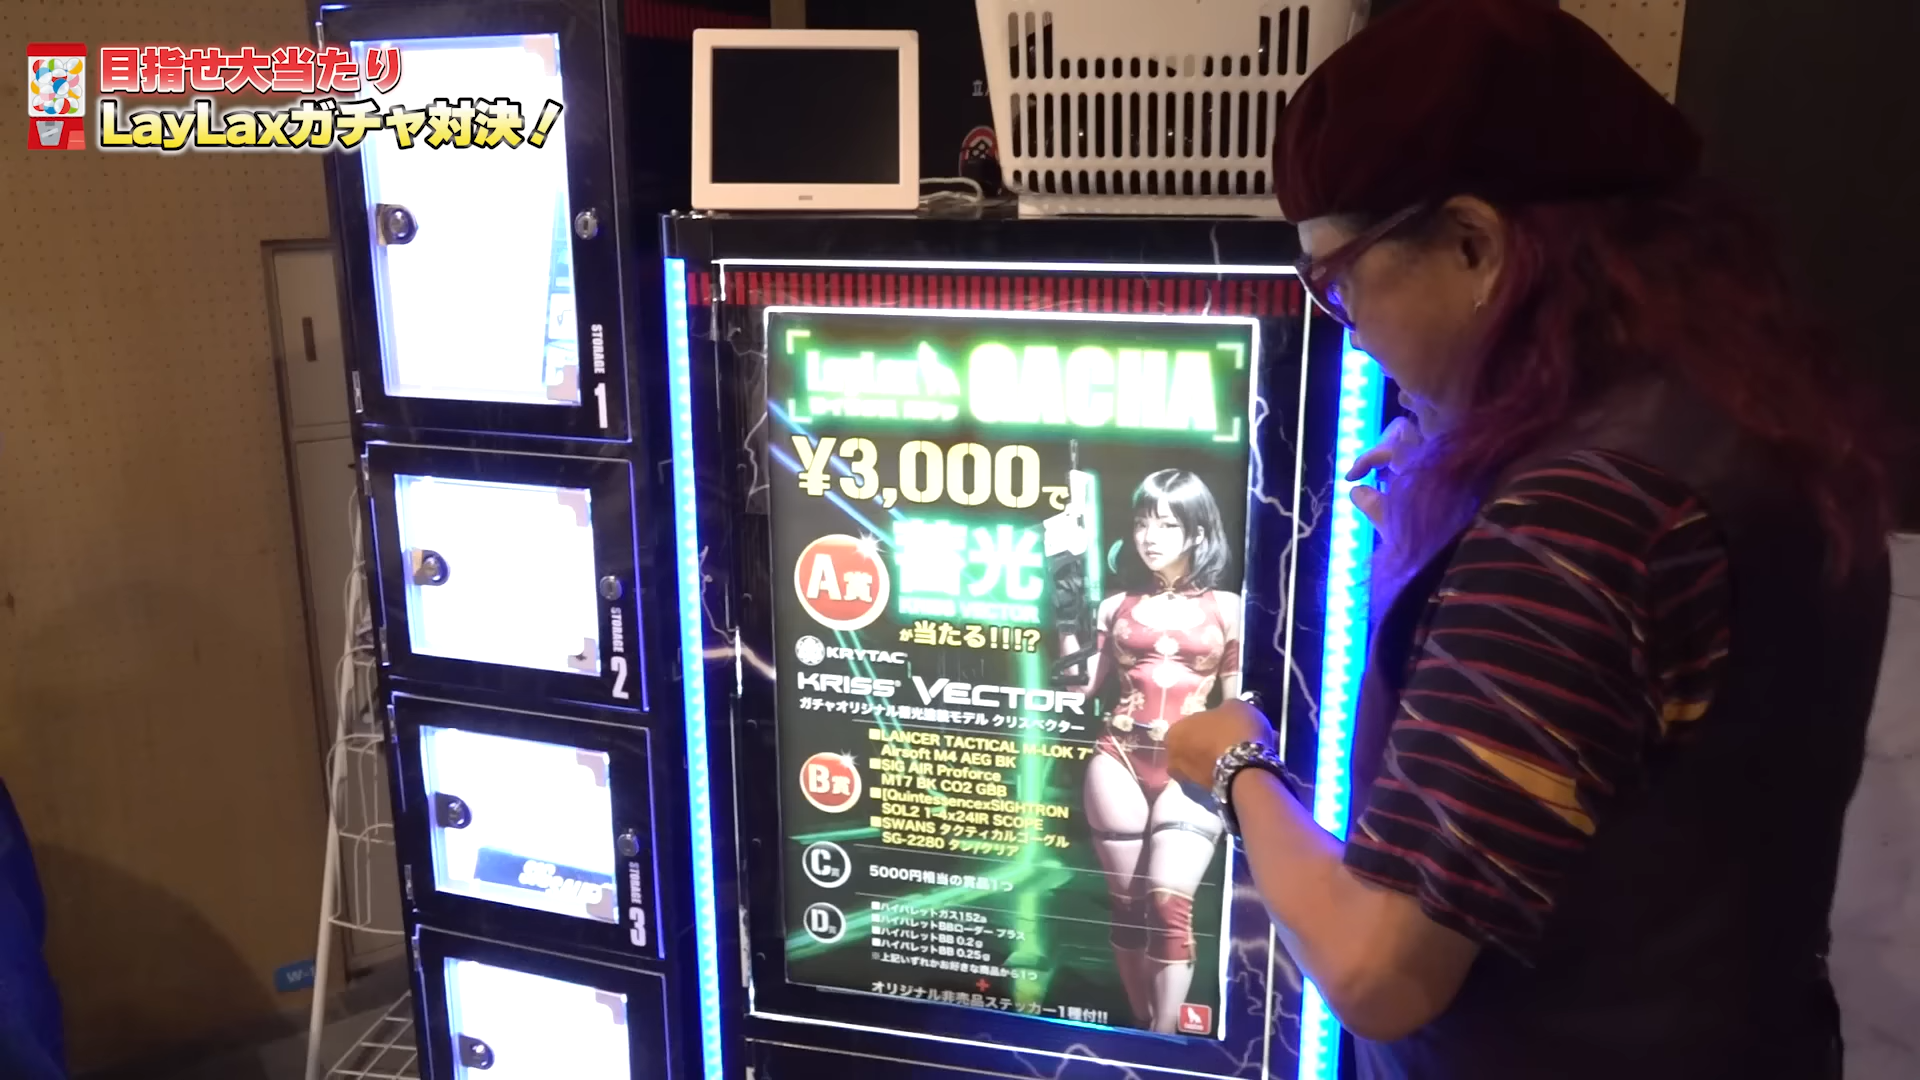 目指せ大当たり
LayLaxガチャ対決！
STORAGE 1
STORAGE 2
STORAGE 3
GACHA
¥3,000で
A賞
蓄光
KRISS VECTOR
が当たる!!!?
KRYTAC
KRISS VECTOR
ガチャオリジナル蓄光塗装モデル クリスベクター
B賞
■LANCER TACTICAL M-LOK 7"
Airsoft M4 AEG BK
■SIG AIR Proforce
M17 BK CO2 GBB
■[QuintessencexSIGHTRON
SOL2 1-4x24IR SCOPE
■SWANS タクティカルゴーグル
SG-2280 タン/クリア
C賞
5000円相当の賞品1つ
D賞
■ハイバレットガス152a
■ハイバレットBBローダー プラス
■ハイバレットBB 0.2g
■ハイバレットBB 0.25g
※上記いずれかお好きな商品から1つ
+
オリジナル非売品ステッカー1種付!!